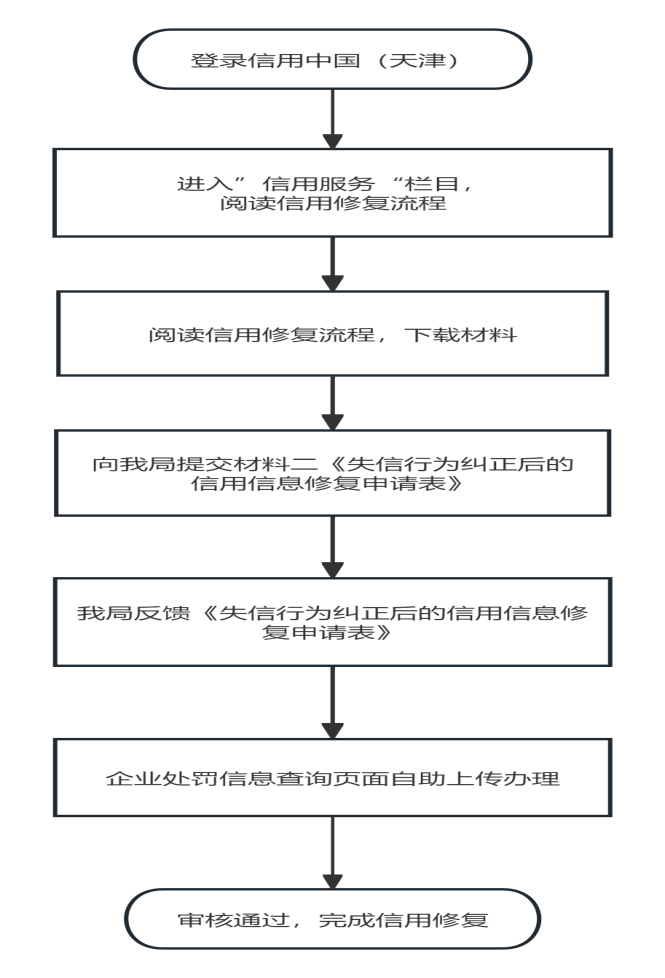 登录信用中国（天津）
进入”信用服务“栏目，
阅读信用修复流程
阅读信用修复流程，下载材料
向我局提交材料二《失信行为纠正后的
信用信息修复申请表》
我局反馈《失信行为纠正后的信用信息修
复申请表》
企业处罚信息查询页面自助上传办理
审核通过，完成信用修复